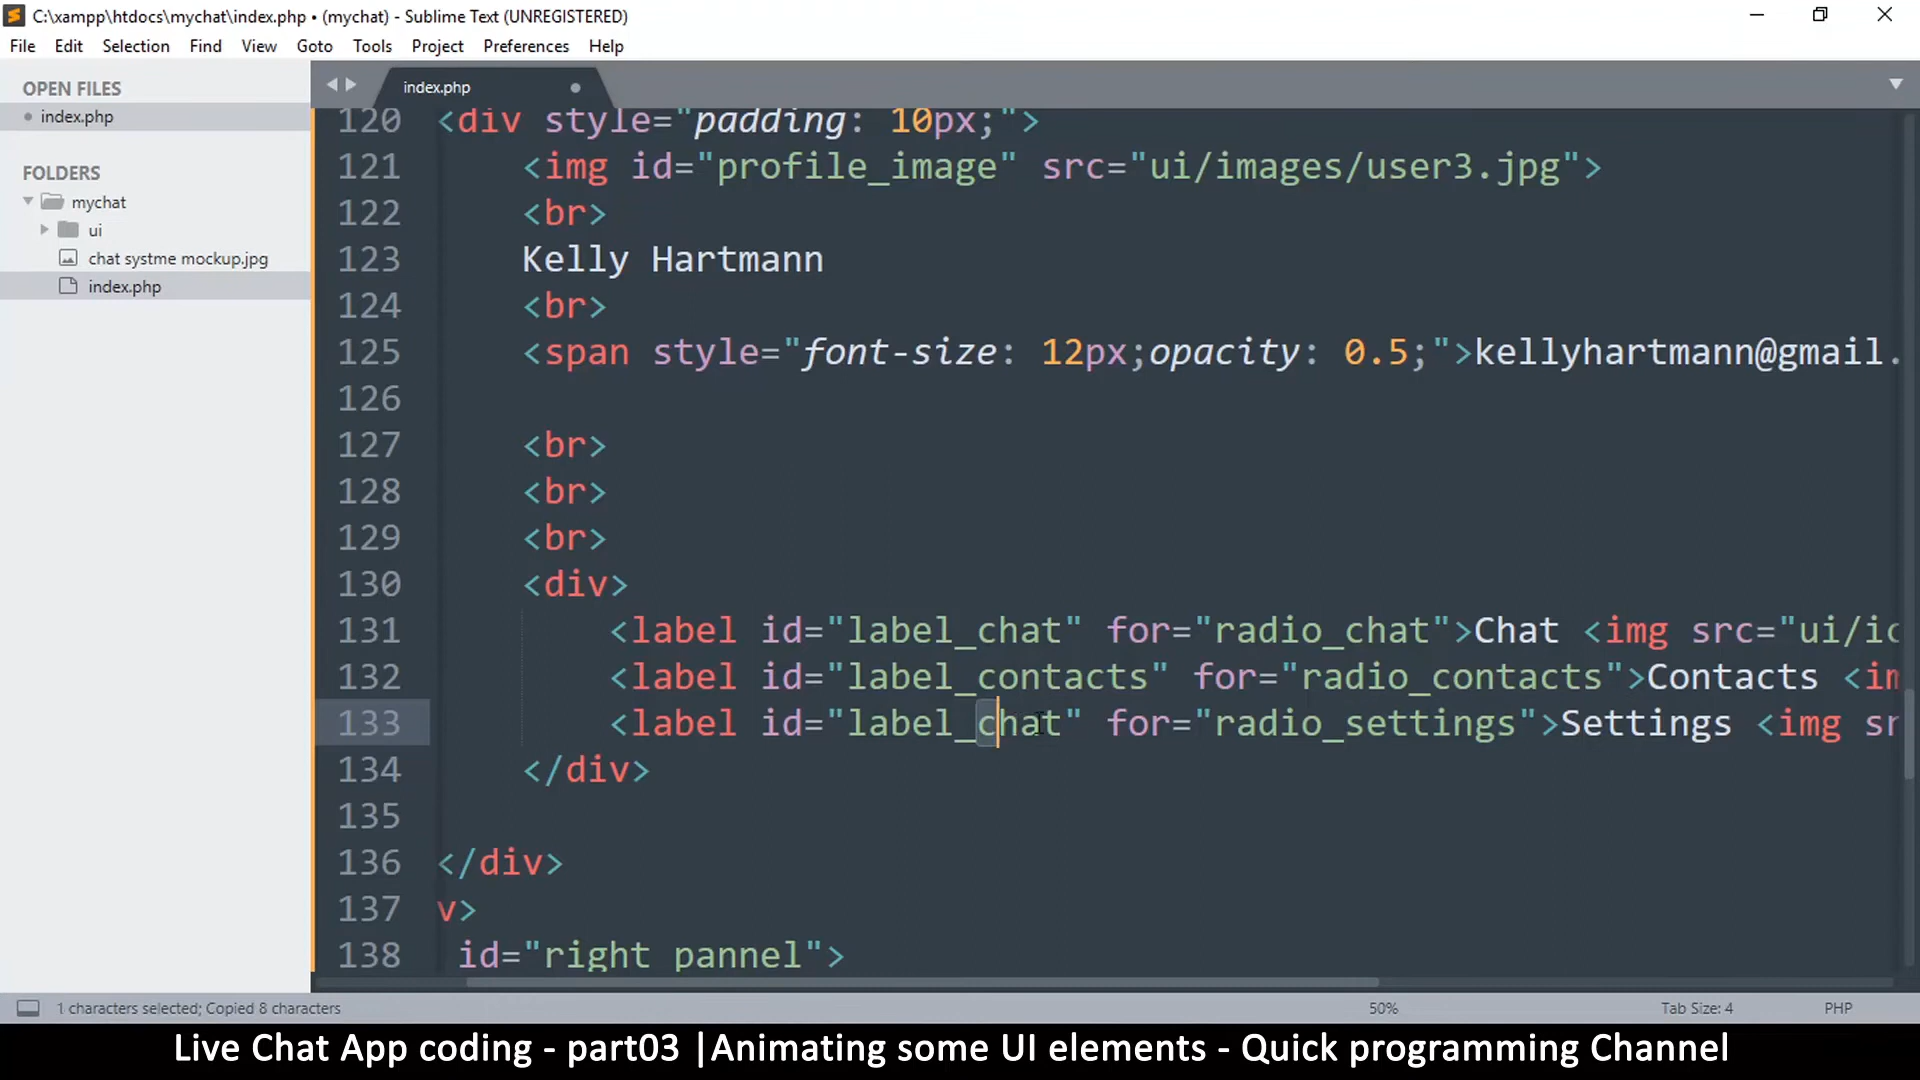 C:\xampp\htdocs\mychat\index.php • (mychat) - Sublime Text (UNREGISTERED)
File Edit Selection Find View Goto Tools Project Preferences Help
OPEN FILES
index.php
FOLDERS
mychat
ui
chat systme mockup.jpg
index.php
index.php
120 <div style="padding: 10px;">
121 <img id="profile_image" src="ui/images/user3.jpg">
122 <br>
123 Kelly Hartmann
124 <br>
125 <span style="font-size: 12px;opacity: 0.5;">kellyhartmann@gmail.
126
127 <br>
128 <br>
129 <br>
130 <div>
131 <label id="label_chat" for="radio_chat">Chat <img src="ui/ic
132 <label id="label_contacts" for="radio_contacts">Contacts <im
133 <label id="label_chat" for="radio_settings">Settings <img sr
134 </div>
135
136 </div>
137 v>
138 id="right_pannel">
1 characters selected; Copied 8 characters 50% Tab Size: 4 PHP
Live Chat App coding - part03 |Animating some UI elements - Quick programming Channel